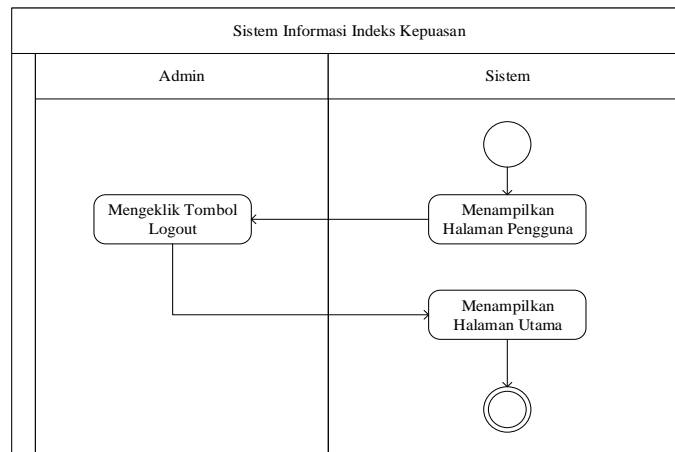 Sistem Informasi Indeks Kepuasan
Admin
Sistem
Mengeklik Tombol
Logout
Menampilkan
Halaman Pengguna
Menampilkan
Halaman Utama